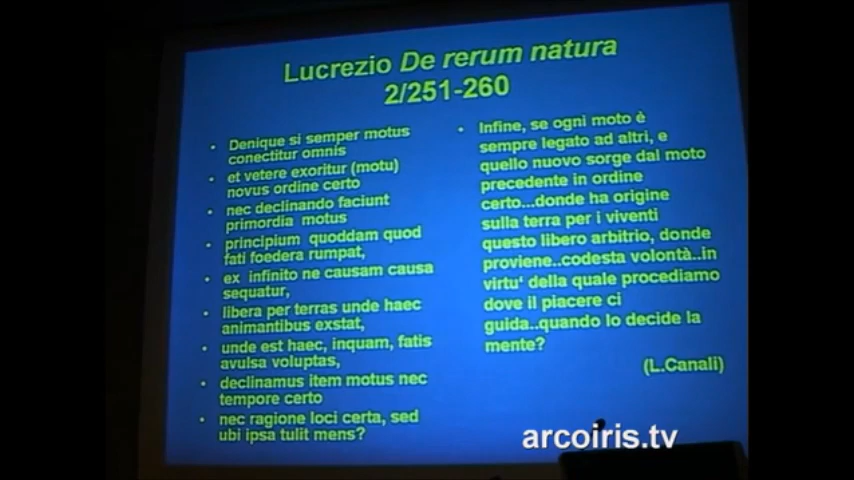 Lucrezio De rerum natura
2/251-260
• Denique si semper motus
conectitur omnis
• et vetere exoritur (motu)
novus ordine certo
• nec declinando faciunt
primordia motus
• principium quoddam quod
fati foedera rumpat,
• ex infinito ne causam causa
sequatur,
• libera per terras unde haec
animantibus exstat,
• unde est haec, inquam, fatis
avulsa voluptas,
• declinamus item motus nec
tempore certo
• nec ragione loci certa, sed
ubi ipsa tulit mens?
• Infine, se ogni moto è
sempre legato ad altri, e
quello nuovo sorge dal moto
precedente in ordine
certo...donde ha origine
sulla terra per i viventi
questo libero arbitrio, donde
proviene..codesta volontà..in
virtu' della quale procediamo
dove il piacere ci
guida..quando lo decide la
mente?
(L.Canali)
arcoiris.tv